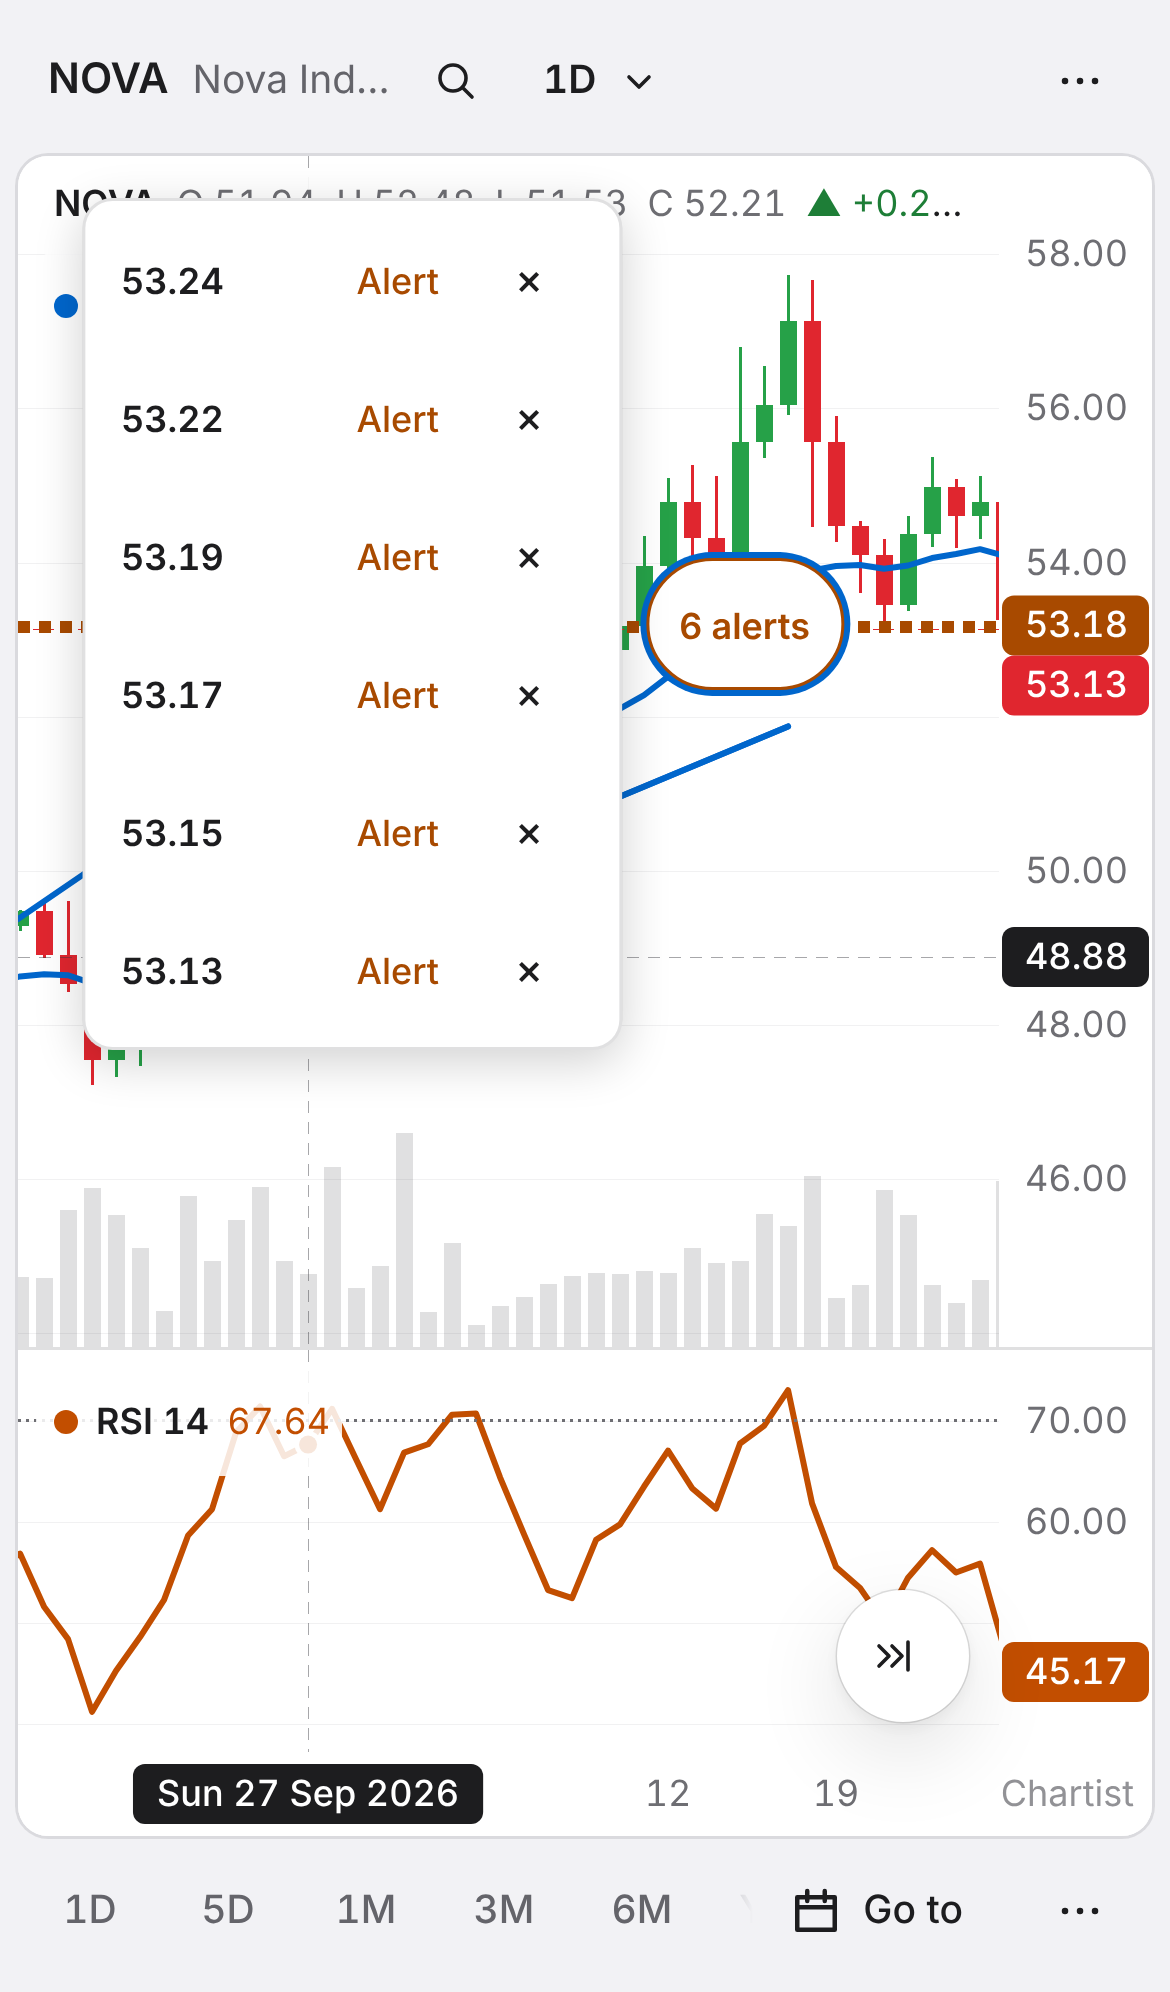 NOVA Nova Ind... 1D
C 52.21 ▲ +0.2...
58.00
53.24 Alert ×
56.00
53.22 Alert ×
54.00
53.19 Alert ×
6 alerts
53.18
53.13
53.17 Alert ×
53.15 Alert ×
50.00
48.88
53.13 Alert ×
48.00
46.00
RSI 14 67.64
70.00
60.00
45.17
Sun 27 Sep 2026 12 19 Chartist
1D 5D 1M 3M 6M Go to